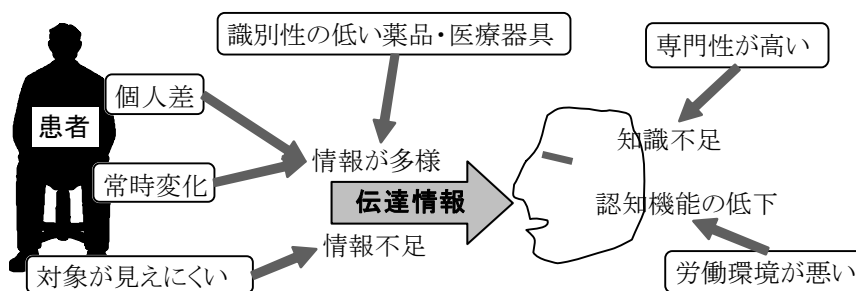 識別性の低い薬品・医療器具
専門性が高い
個人差
患者
知識不足
情報が多様
常時変化
伝達情報
認知機能の低下
情報不足
対象が見えにくい
労働環境が悪い